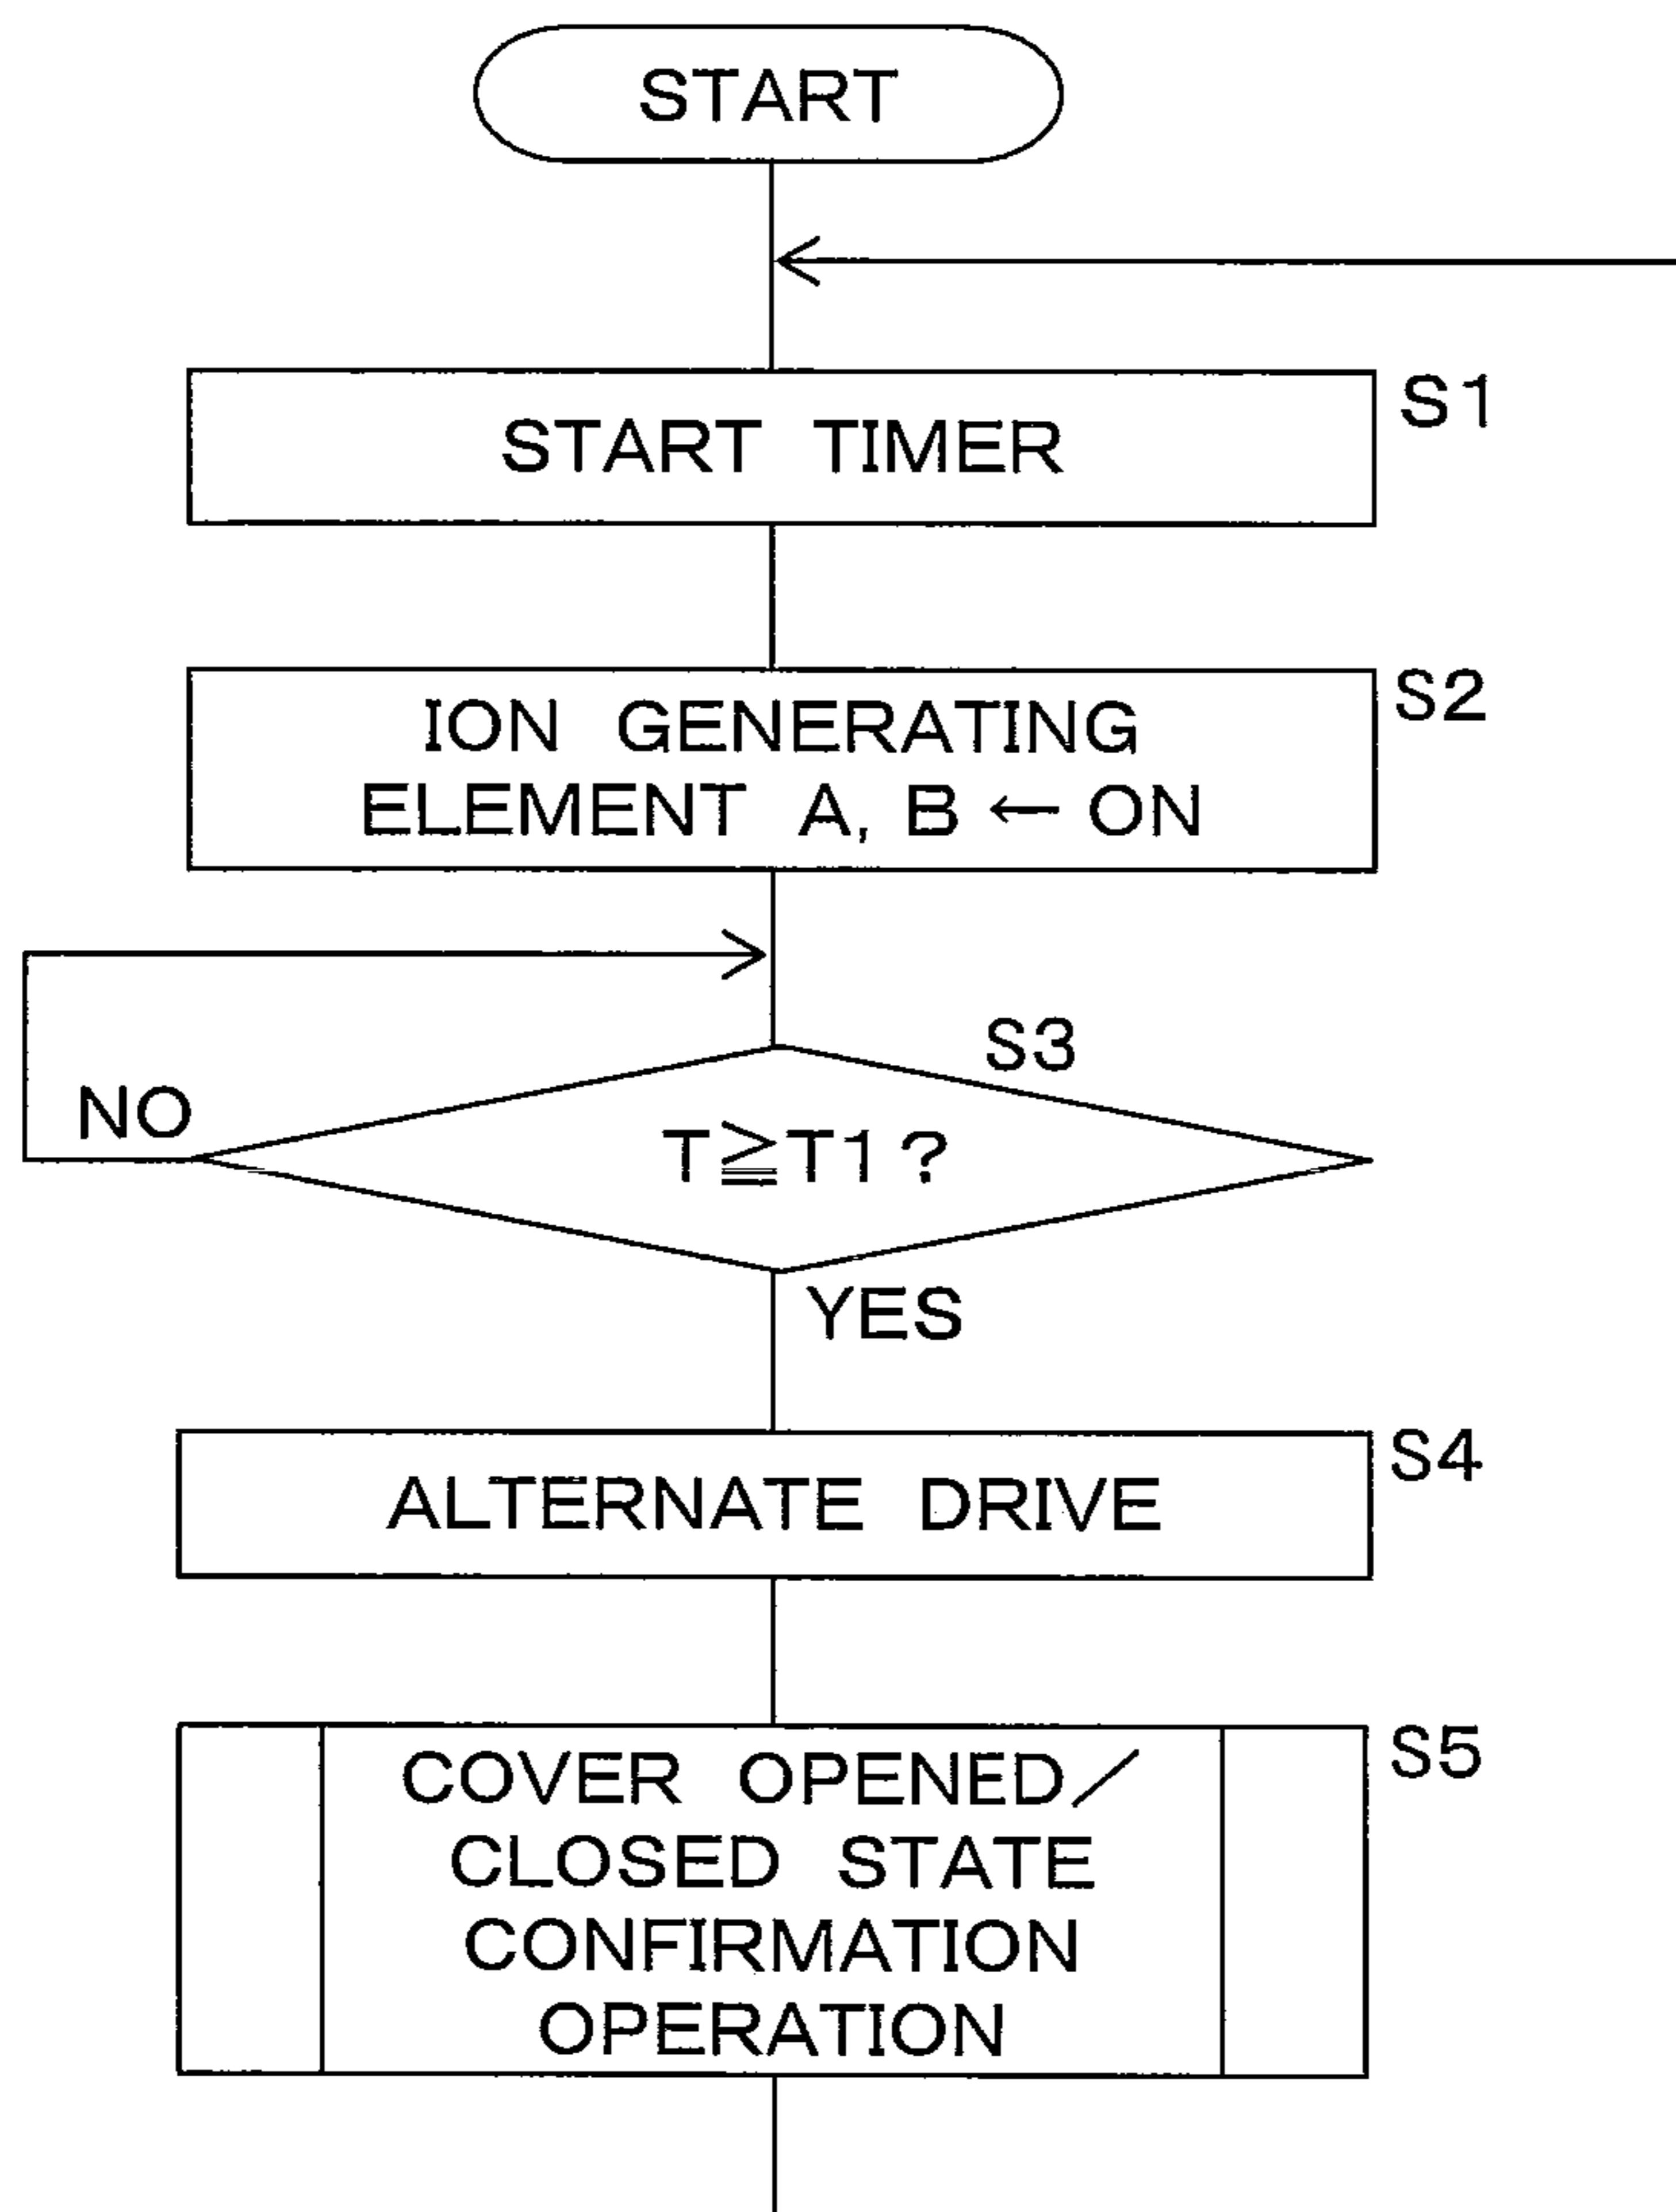 START
START TIMER
S1
ION GENERATING
ELEMENT A, B ← ON
S2
S3
NO
T≧T1?
YES
ALTERNATE DRIVE
S4
COVER OPENED/
CLOSED STATE
CONFIRMATION
OPERATION
S5